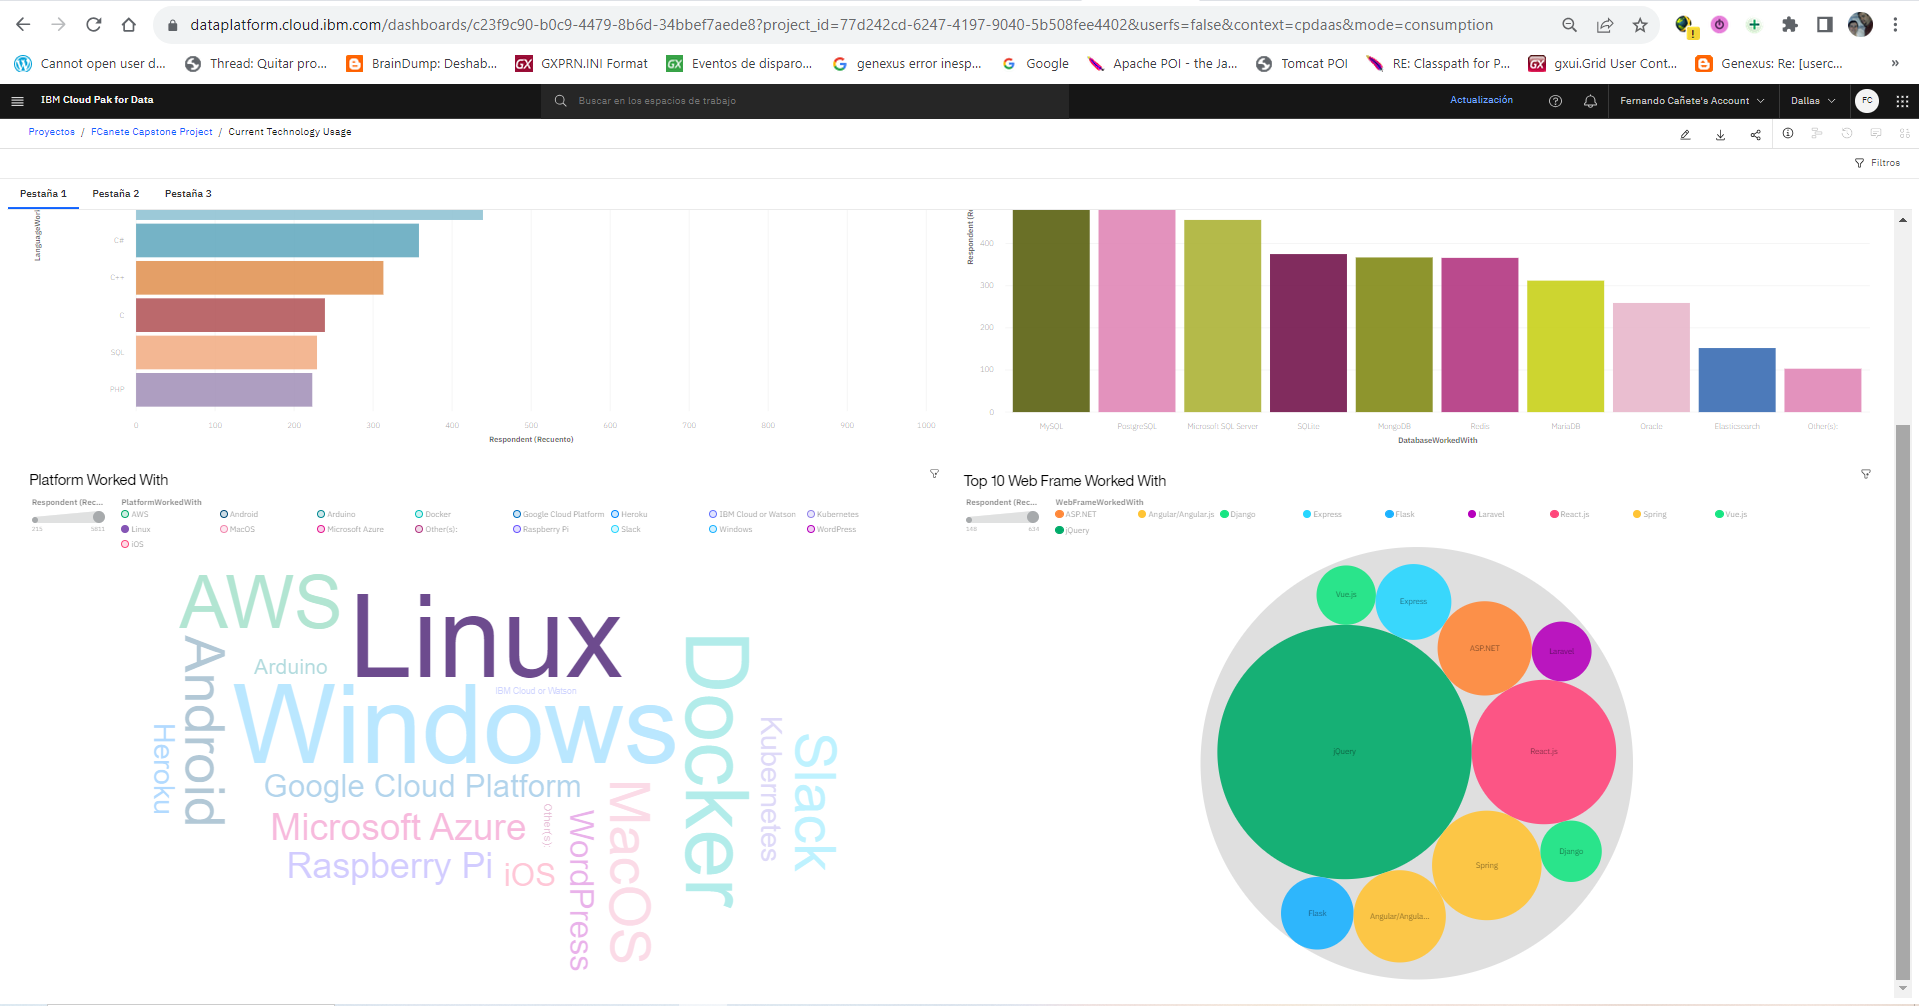 dataplatform.cloud.ibm.com/dashboards/c23f9c90-b0c9-4479-8b6d-34bbef7aede8?project_id=77d242cd-6247-4197-9040-5b508fee4402&userfs=false&context=cpdaas&mode=consumption
Cannot open user d... Thread: Quitar pro... BrainDump: Deshab... GXPRN.INI Format Eventos de disparo... genexus error inesp... Google Apache POI - the Ja... Tomcat POI RE: Classpath for P... gxui.Grid User Cont... Genexus: Re: [userc... »
IBM Cloud Pak for Data Buscar en los espacios de trabajo Actualización Fernando Cañete's Account Dallas FC
Proyectos / FCanete Capstone Project / Current Technology Usage
Filtros
Pestaña 1 Pestaña 2 Pestaña 3
C#
C++
C
SQL
PHP
0 100 200 300 400 500 600 700 800 900 1000
Respondent (Recuento)
LanguageWorl
Respondent (R
400
300
200
100
0
MySQL PostgreSQL Microsoft SQL Server SQLite MongoDB Redis MariaDB Oracle Elasticsearch Other(s):
DatabaseWorkedWith
Platform Worked With
Respondent (Rec... PlatformWorkedWith
AWS Android Arduino Docker Google Cloud Platform Heroku IBM Cloud or Watson Kubernetes
Linux MacOS Microsoft Azure Other(s): Raspberry Pi Slack Windows WordPress
iOS
AWS
Linux
Android
Arduino
IBM Cloud or Watson
Windows
Docker
Heroku
Kubernetes
Slack
Google Cloud Platform
MacOS
Other(s):
Microsoft Azure
WordPress
Raspberry Pi
iOS
Top 10 Web Frame Worked With
Respondent (Rec... WebFrameWorkedWith
ASP.NET Angular/Angular.js Django Express Flask Laravel React.js Spring Vue.js
jQuery
Vue.js
Express
ASP.NET
Laravel
jQuery
React.js
Spring
Django
Flask
Angular/Angula...